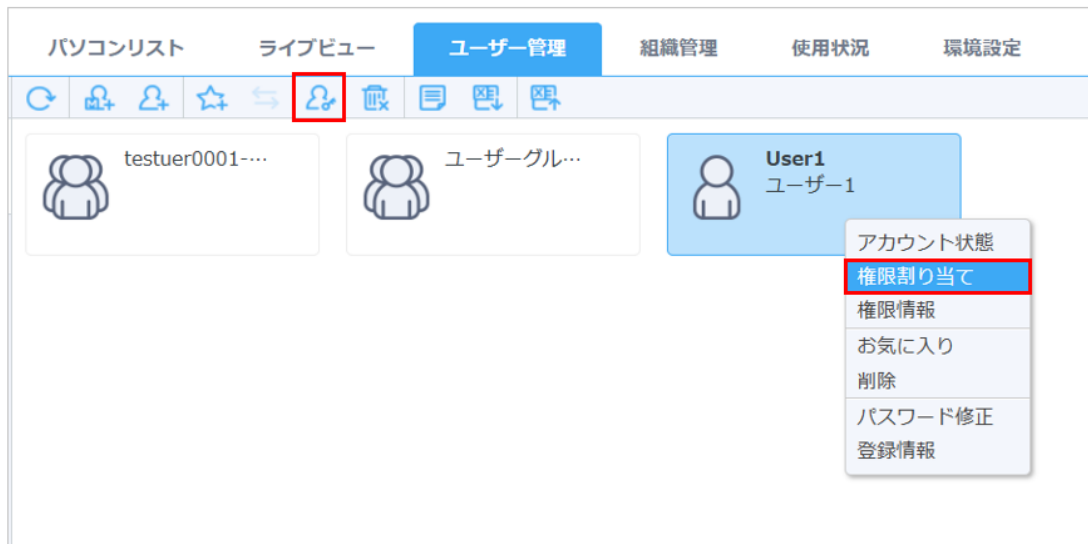 パソコンリスト ライブビュー ユーザー管理 組織管理 使用状況 環境設定
testuer0001-…
ユーザーグル…
User1
ユーザー1
アカウント状態
権限割り当て
権限情報
お気に入り
削除
パスワード修正
登録情報